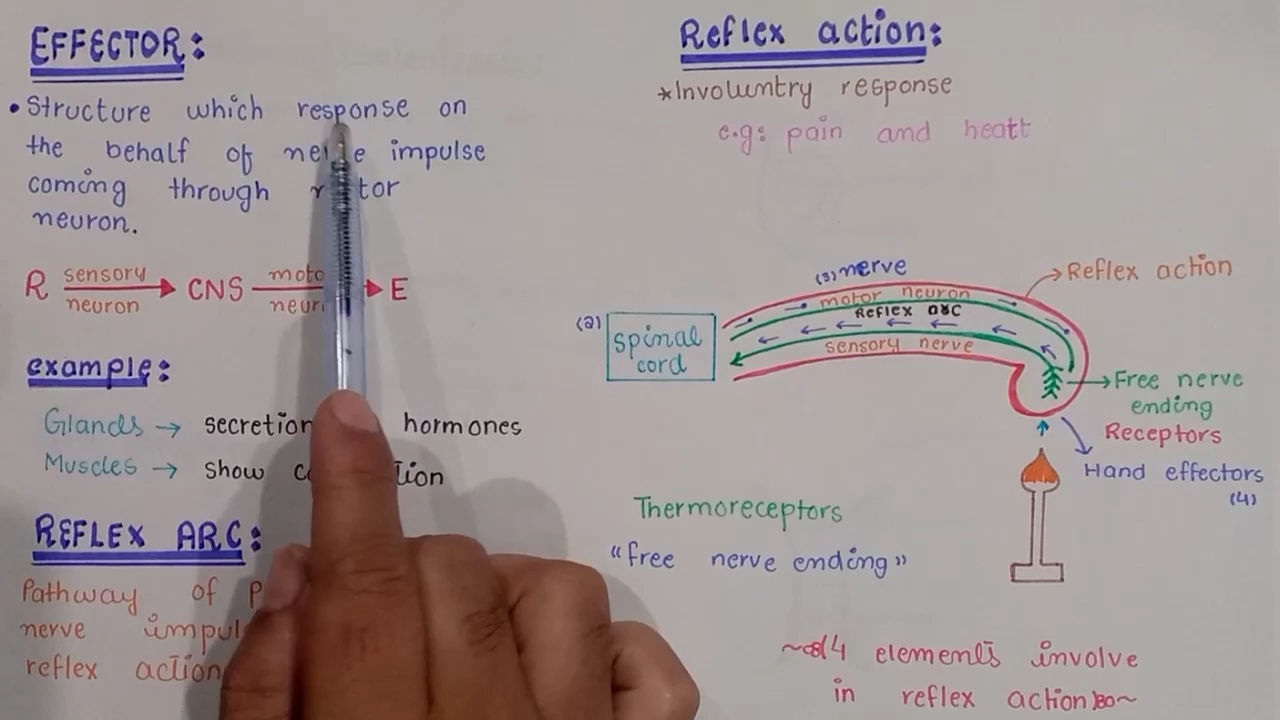 EFFECTOR:
• Structure which response on
the behalf of nerve impulse
coming through
neuron.
R sensory neuron CNS E
example:
Glands → secretion hormones
Muscles → show
REFLEX ARC:
Pathway of
nerve
reflex action
Reflex action:
*Involuntry response
e.g: pain and heatt
(3) nerve
Reflex action
motor neuron
Reflex arc
(2)
spinal
cord
sensory nerve
Free nerve
ending
Receptors
Hand effectors
(4)
Thermoreceptors
“free nerve ending”
4 elements involve
in reflex action